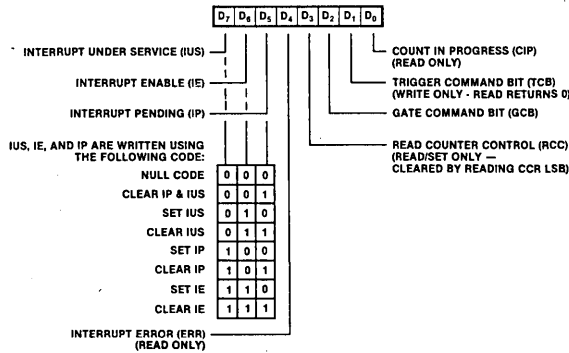 D7 D6 D5 D4 D3 D2 D1 D0
INTERRUPT UNDER SERVICE (IUS)
INTERRUPT ENABLE (IE)
INTERRUPT PENDING (IP)
IUS, IE, AND IP ARE WRITTEN USING
THE FOLLOWING CODE:
NULL CODE 0 0 0
CLEAR IP & IUS 0 0 1
SET IUS 0 1 0
CLEAR IUS 0 1 1
SET IP 1 0 0
CLEAR IP 1 0 1
SET IE 1 1 0
CLEAR IE 1 1 1
INTERRUPT ERROR (ERR)
(READ ONLY)
COUNT IN PROGRESS (CIP)
(READ ONLY)
TRIGGER COMMAND BIT (TCB)
(WRITE ONLY - READ RETURNS 0)
GATE COMMAND BIT (GCB)
READ COUNTER CONTROL (RCC)
(READ/SET ONLY —
CLEARED BY READING CCR LSB)